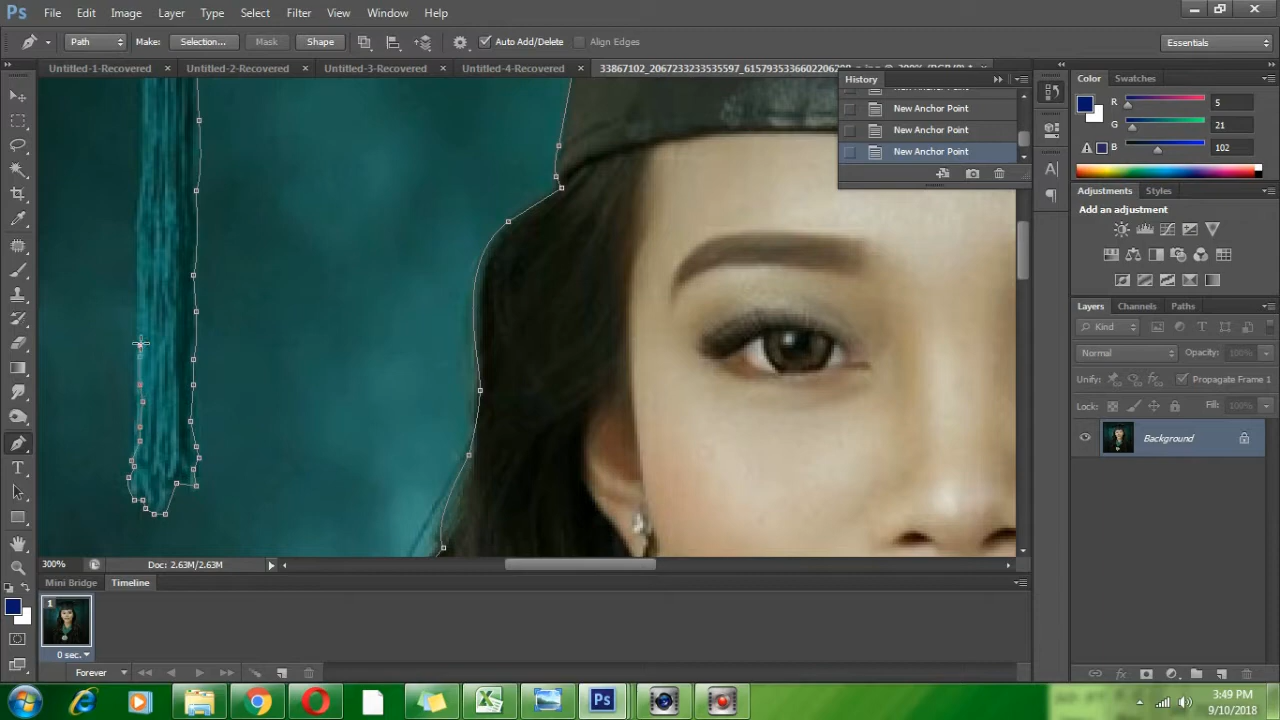 Ps File Edit Image Layer Type Select Filter View Window Help
Path Make: Selection... Mask Shape Auto Add/Delete Align Edges Essentials
Untitled-1-Recovered × Untitled-2-Recovered × Untitled-3-Recovered × Untitled-4-Recovered ×
History
New Anchor Point
New Anchor Point
New Anchor Point
Color Swatches
R 5
G 21
B 102
Adjustments Styles
Add an adjustment
Layers Channels Paths
Kind
Normal Opacity: 100%
Unify: Propagate Frame 1
Lock: Fill: 100%
Background
300% Doc: 2.63M/2.63M
Mini Bridge Timeline
1
0 sec.
Forever
Ps
3:49 PM
9/10/2018